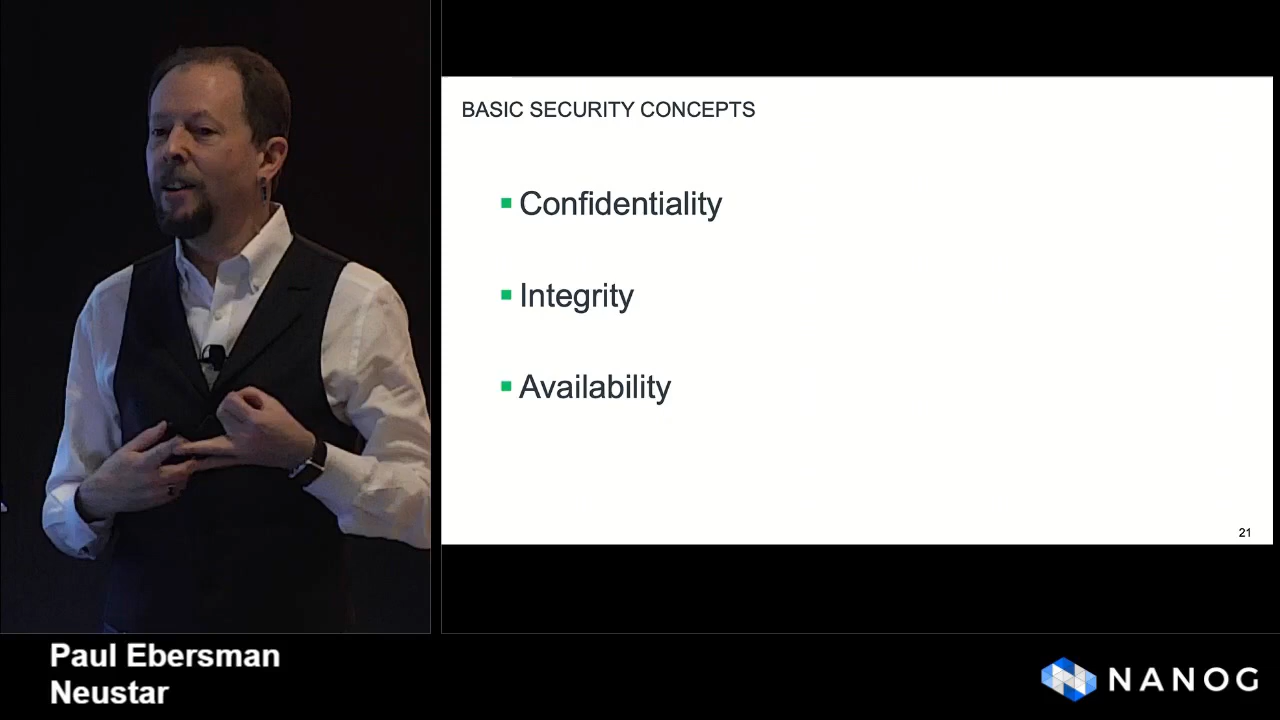 BASIC SECURITY CONCEPTS
Confidentiality
Integrity
Availability
21
Paul Ebersman
Neustar
NANOG